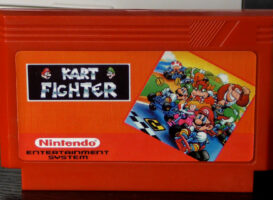 KART
FIGHTER
Nintendo
ENTERTAINMENT
SYSTEM